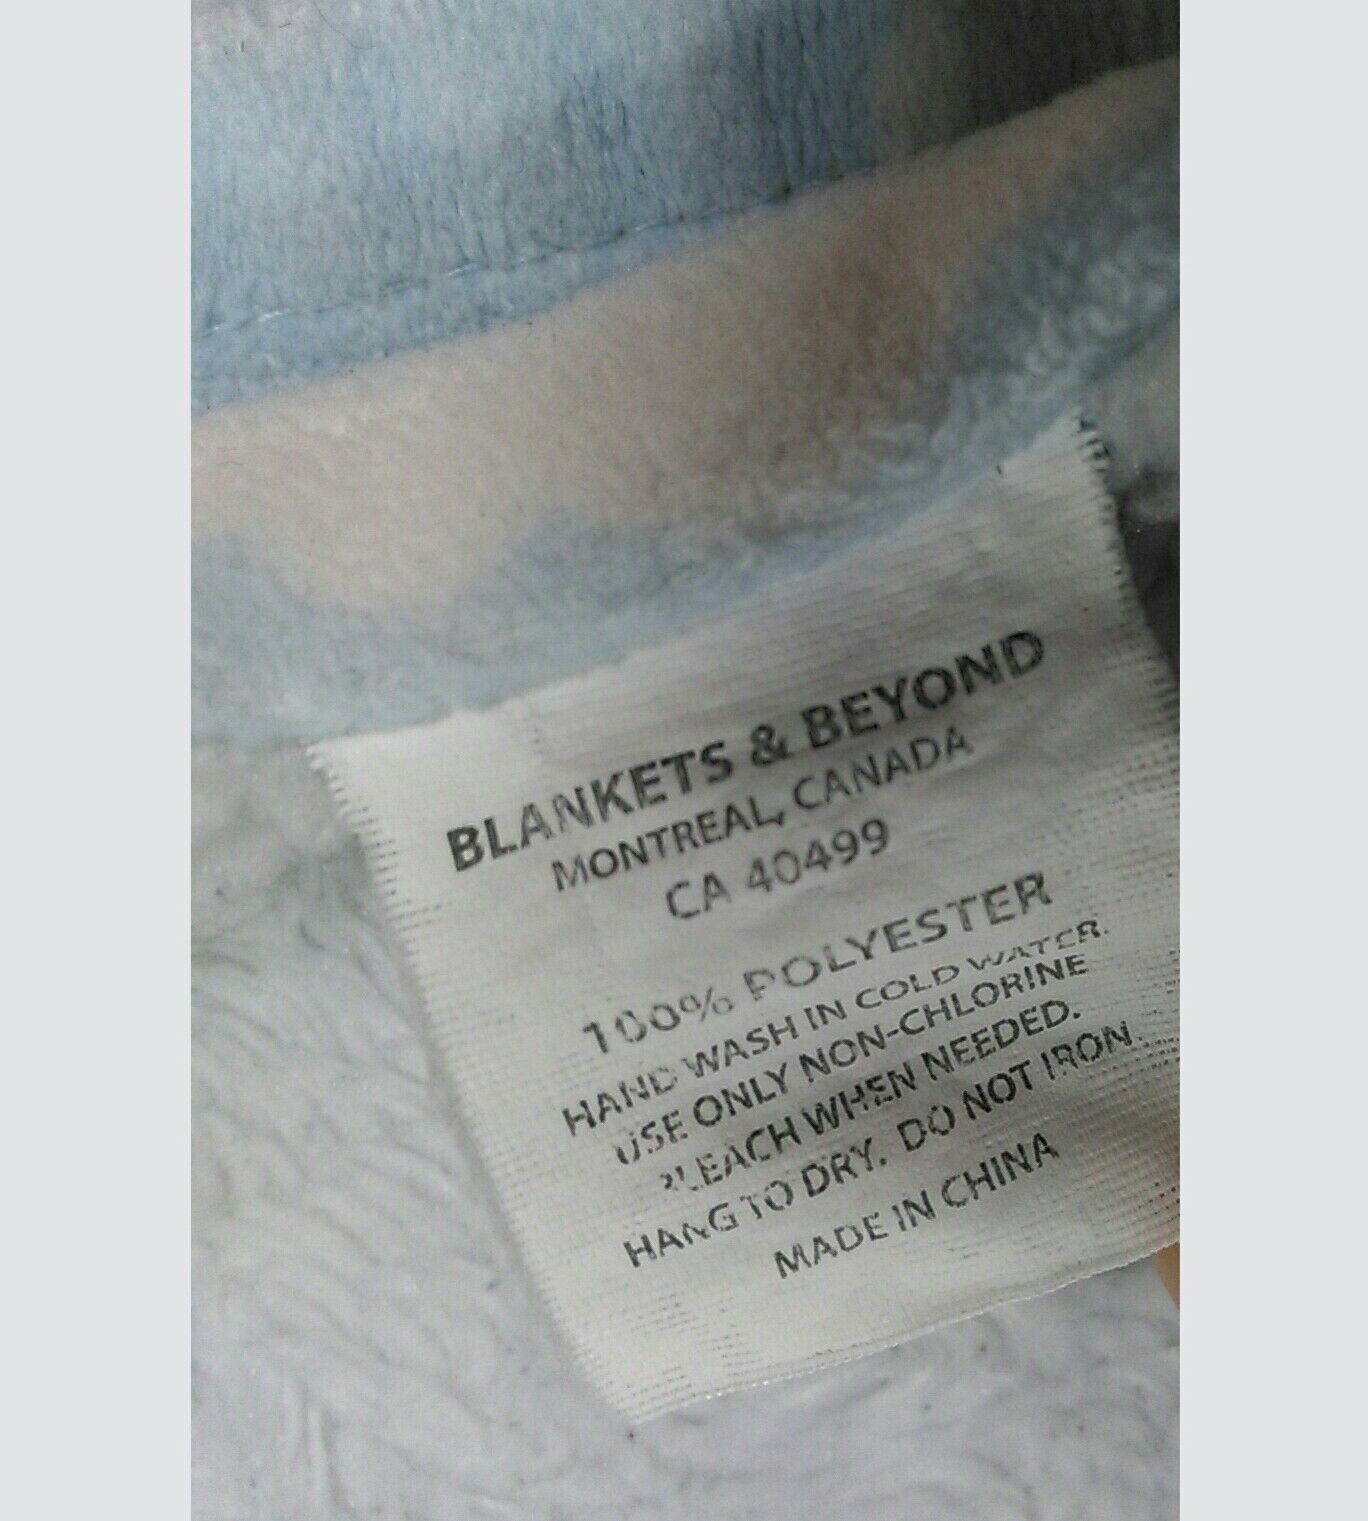 BLANKETS & BEYOND
MONTREAL, CANADA
CA 40499
100% POLYESTER
HAND WASH IN COLD WATER.
USE ONLY NON-CHLORINE
BLEACH WHEN NEEDED.
HANG TO DRY. DO NOT IRON.
MADE IN CHINA